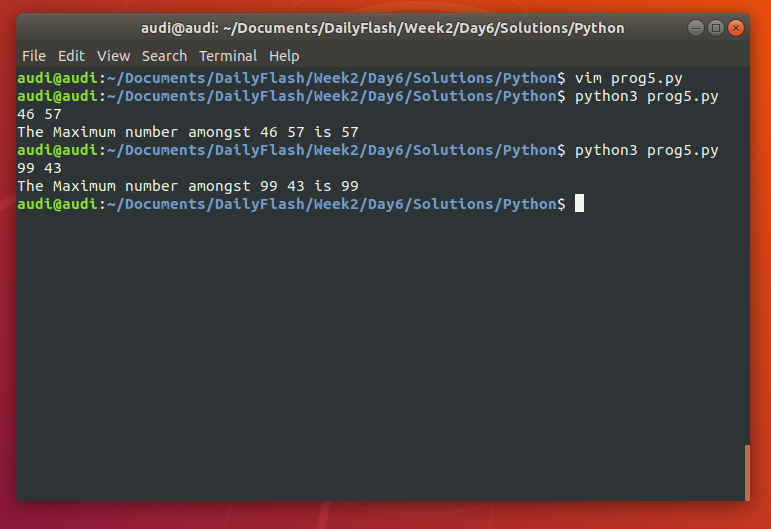 audi@audi: ~/Documents/DailyFlash/Week2/Day6/Solutions/Python
File Edit View Search Terminal Help
audi@audi:~/Documents/DailyFlash/Week2/Day6/Solutions/Python$ vim prog5.py
audi@audi:~/Documents/DailyFlash/Week2/Day6/Solutions/Python$ python3 prog5.py
46 57
The Maximum number amongst 46 57 is 57
audi@audi:~/Documents/DailyFlash/Week2/Day6/Solutions/Python$ python3 prog5.py
99 43
The Maximum number amongst 99 43 is 99
audi@audi:~/Documents/DailyFlash/Week2/Day6/Solutions/Python$